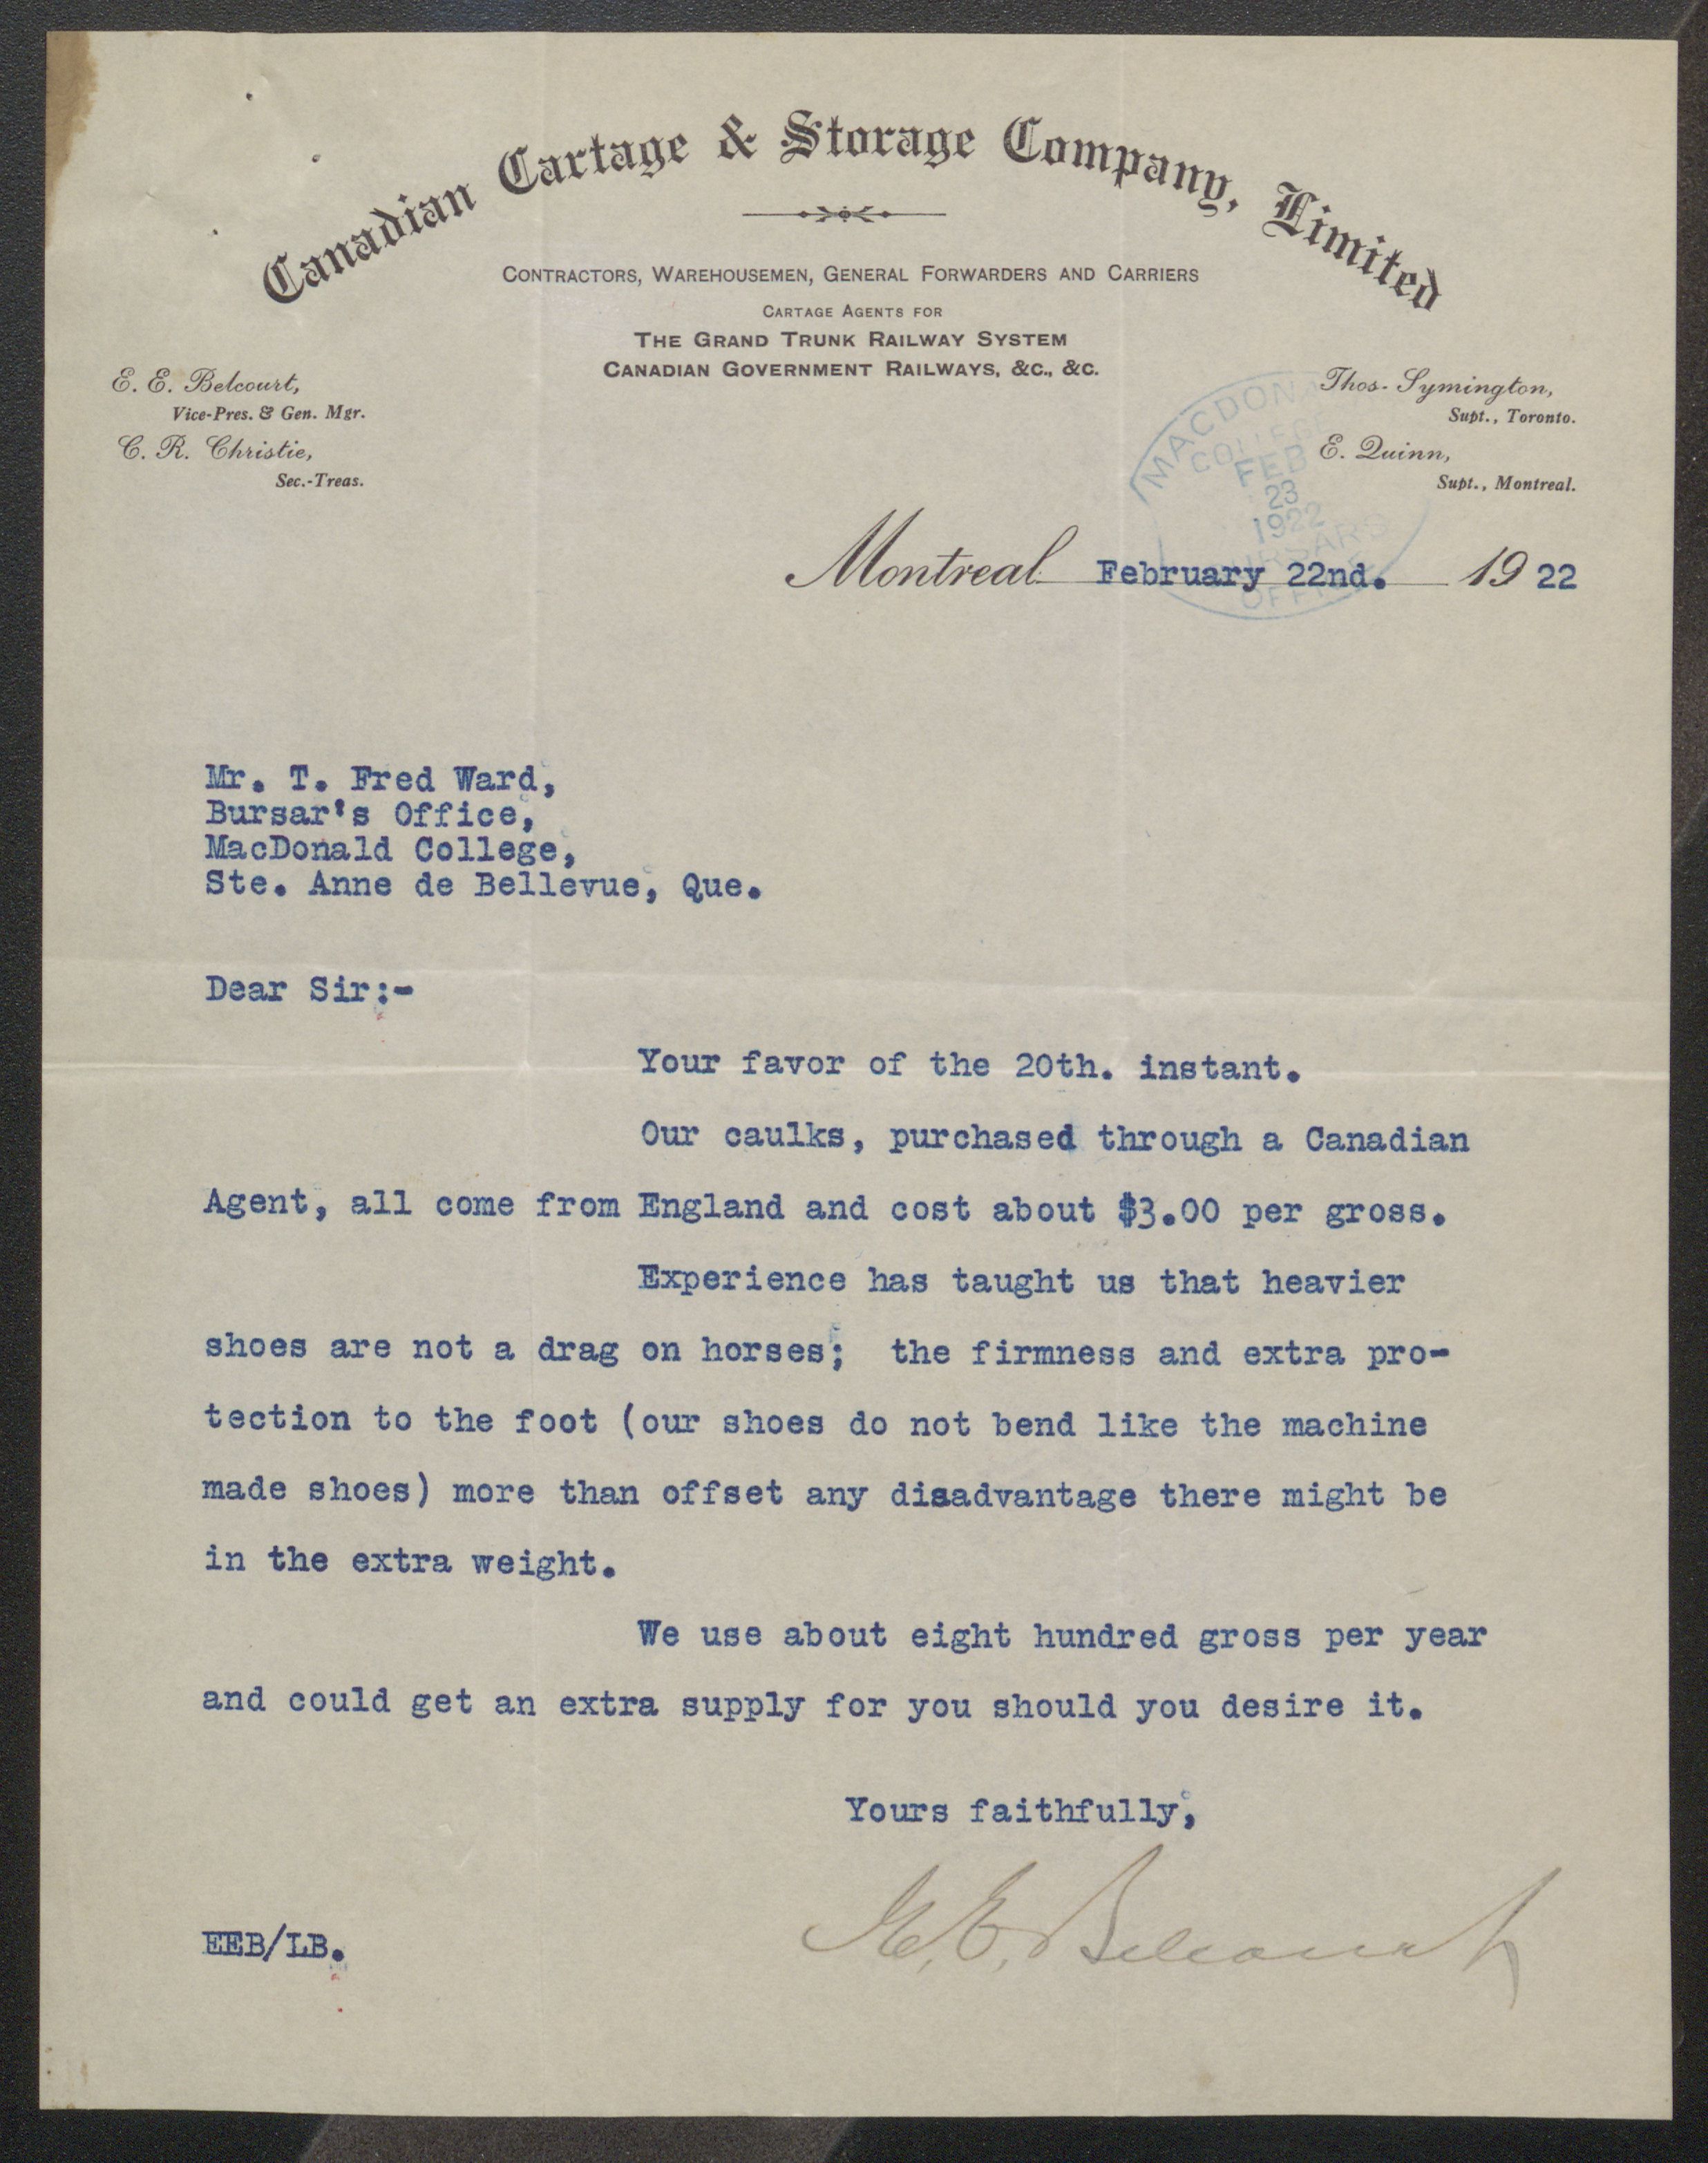 Canadian Cartage & Storage Company, Limited
Contractors, Warehousemen, General Forwarders and Carriers
Cartage Agents for
The Grand Trunk Railway System
Canadian Government Railways, &c., &c.
E. E. Belcourt,
Vice-Pres. & Gen. Mgr.
C. R. Christie,
Sec.-Treas.
Thos. Symington,
Supt., Toronto.
E. Quinn,
Supt., Montreal.
COLLEGE
FEB
23
1922
Montreal February 22nd. 1922
Mr. T. Fred Ward,
Bursar's Office,
MacDonald College,
Ste. Anne de Bellevue, Que.
Dear Sir:-
Your favor of the 20th. instant.
Our caulks, purchased through a Canadian
Agent, all come from England and cost about $3.00 per gross.
Experience has taught us that heavier
shoes are not a drag on horses; the firmness and extra pro-
tection to the foot (our shoes do not bend like the machine
made shoes) more than offset any disadvantage there might be
in the extra weight.
We use about eight hundred gross per year
and could get an extra supply for you should you desire it.
Yours faithfully,
E. E. Belcourt
EEB/LB.